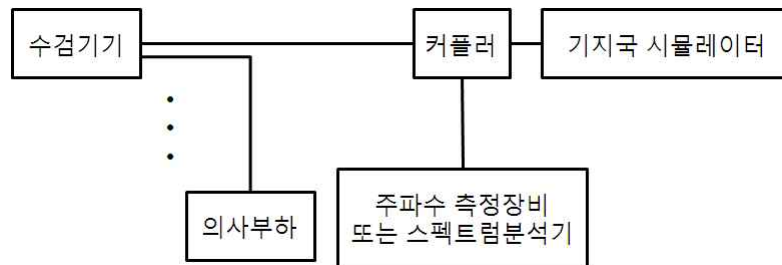 수검기기
커플러
기지국 시뮬레이터
의사부하
주파수 측정장비
또는 스펙트럼분석기